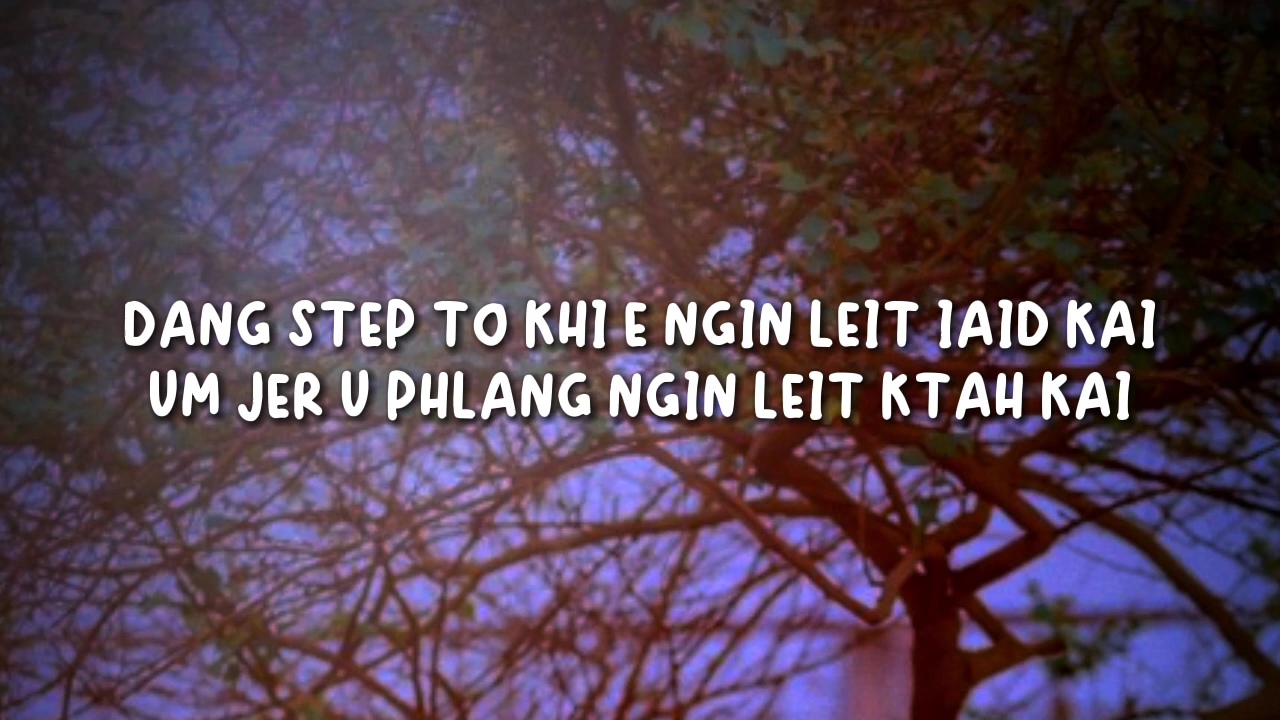 DANG STEP TO KHI E NGIN LEIT IAID KAI
UM JER U PHLANG NGIN LEIT KTAH KAI